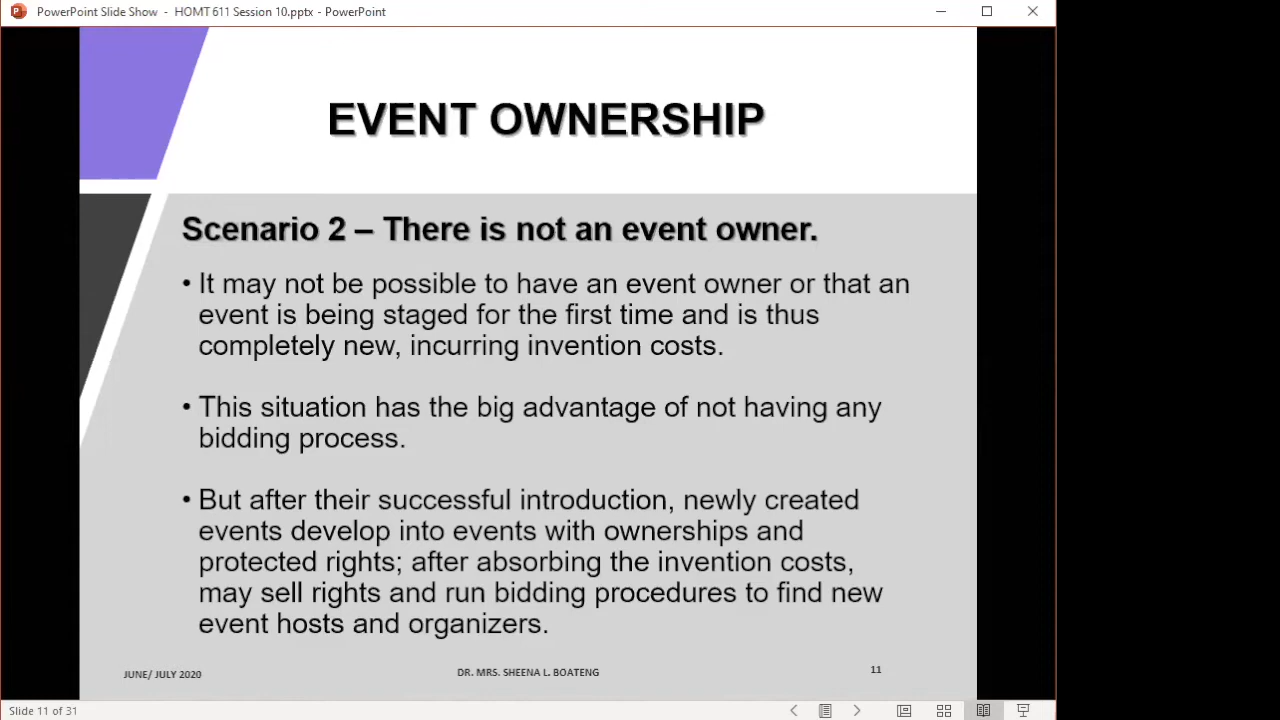 PowerPoint Slide Show - HOMT 611 Session 10.pptx - PowerPoint
EVENT OWNERSHIP
Scenario 2 – There is not an event owner.
• It may not be possible to have an event owner or that an
event is being staged for the first time and is thus
completely new, incurring invention costs.
• This situation has the big advantage of not having any
bidding process.
• But after their successful introduction, newly created
events develop into events with ownerships and
protected rights; after absorbing the invention costs,
may sell rights and run bidding procedures to find new
event hosts and organizers.
JUNE/ JULY 2020
DR. MRS. SHEENA L. BOATENG
11
Slide 11 of 31